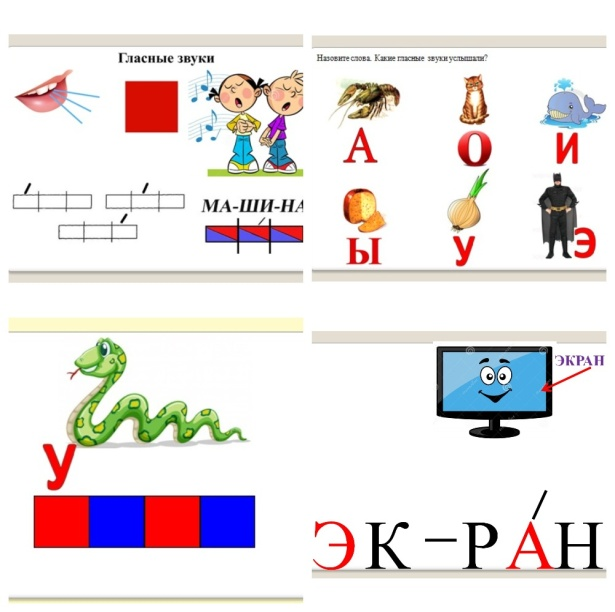 Гласные звуки
МА-ШИ-НА
Назовите слова. Какие гласные звуки услышали?
А О И
Ы У Э
У
ЭКРАН
ЭК-РАН